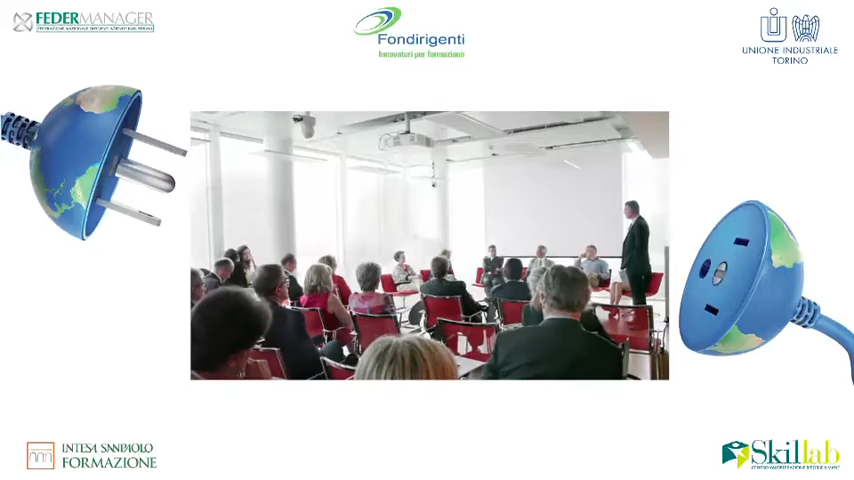 FEDERMANAGER
Fondirigenti
Innovatori per formazione
UNIONE INDUSTRIALE
TORINO
INTESA SANPAOLO
FORMAZIONE
Skillab